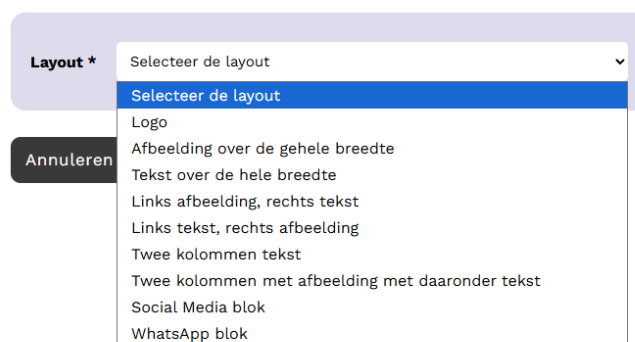 Layout * Selecteer de layout
Selecteer de layout
Logo
Afbeelding over de gehele breedte
Annuleren
Tekst over de hele breedte
Links afbeelding, rechts tekst
Links tekst, rechts afbeelding
Twee kolommen tekst
Twee kolommen met afbeelding met daaronder tekst
Social Media blok
WhatsApp blok